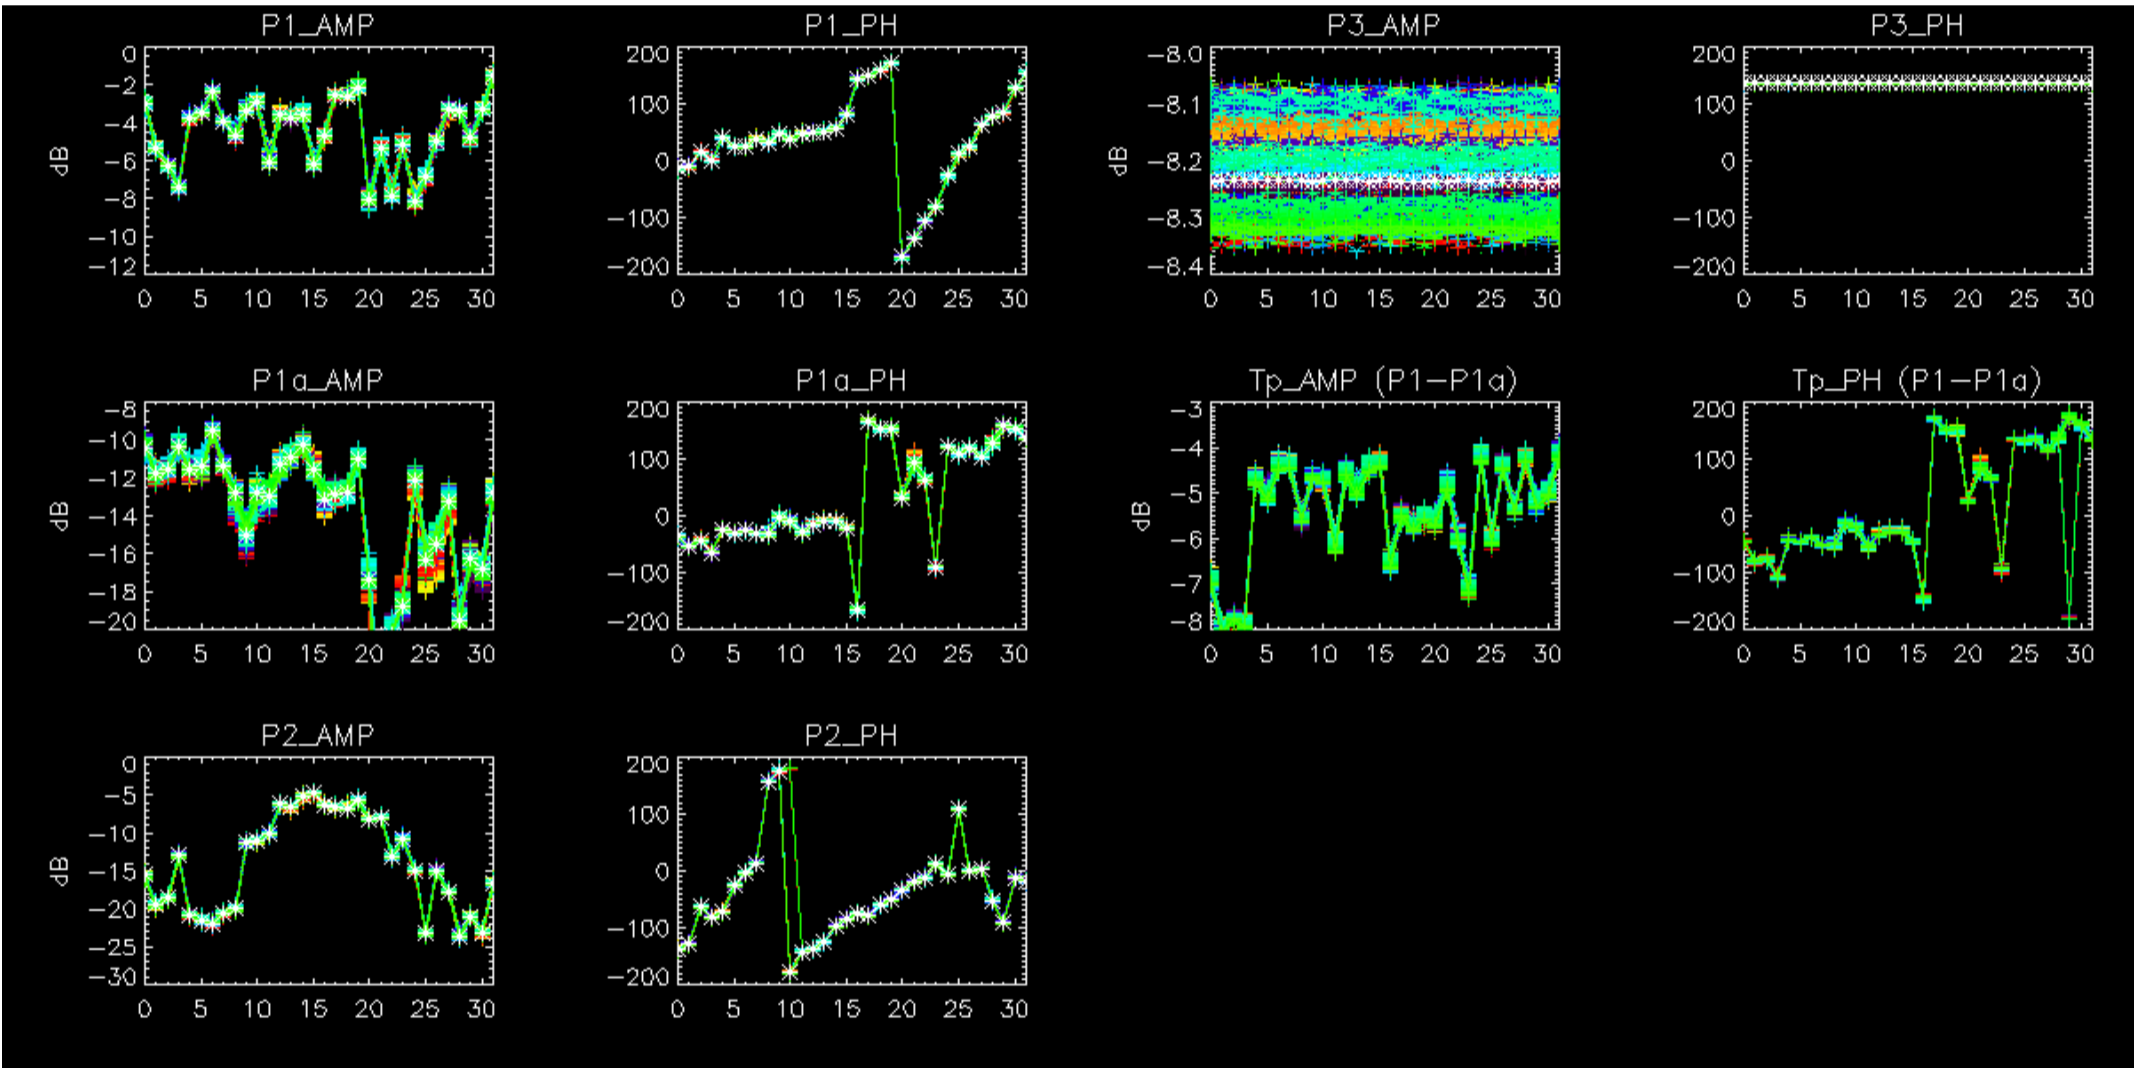 P1_AMP
P1_PH
P3_AMP
P3_PH
0
-2
-4
-6
-8
-10
-12
dB
0 5 10 15 20 25 30
200
100
0
-100
-200
0 5 10 15 20 25 30
-8.0
-8.1
-8.2
-8.3
-8.4
dB
0 5 10 15 20 25 30
200
100
0
-100
-200
0 5 10 15 20 25 30
P1a_AMP
P1a_PH
Tp_AMP (P1-P1a)
Tp_PH (P1-P1a)
-8
-10
-12
-14
-16
-18
-20
dB
0 5 10 15 20 25 30
200
100
0
-100
-200
0 5 10 15 20 25 30
-3
-4
-5
-6
-7
-8
dB
0 5 10 15 20 25 30
200
100
0
-100
-200
0 5 10 15 20 25 30
P2_AMP
P2_PH
0
-5
-10
-15
-20
-25
-30
dB
0 5 10 15 20 25 30
200
100
0
-100
-200
0 5 10 15 20 25 30